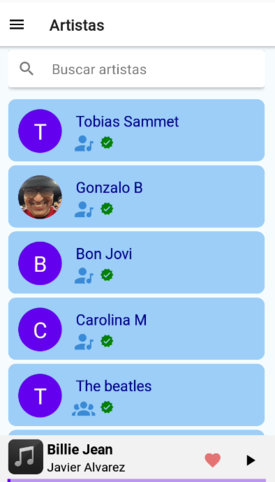 Artistas
Buscar artistas
T
Tobias Sammet
Gonzalo B
B
Bon Jovi
C
Carolina M
T
The beatles
Billie Jean
Javier Alvarez